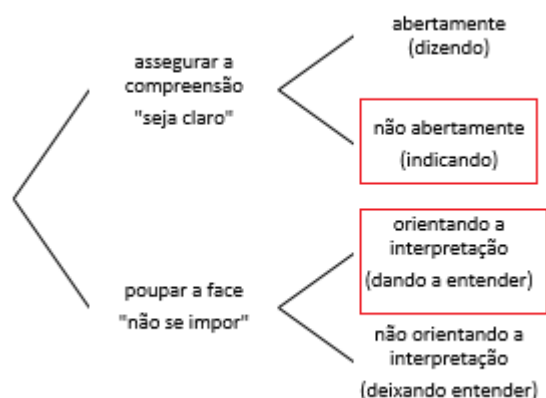 abertamente
(dizendo)
assegurar a
compreensão
"seja claro"
não abertamente
(indicando)
orientando a
interpretação
(dando a entender)
poupar a face
"não se impor"
não orientando a
interpretação
(deixando entender)